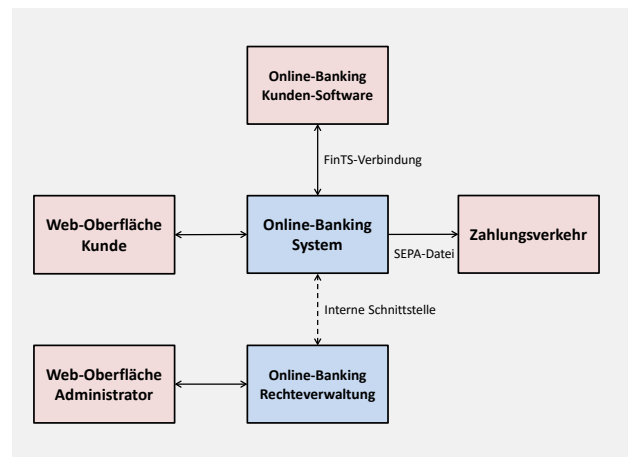 Online-Banking
Kunden-Software
FinTS-Verbindung
Web-Oberfläche
Kunde
Online-Banking
System
SEPA-Datei
Zahlungsverkehr
Interne Schnittstelle
Web-Oberfläche
Administrator
Online-Banking
Rechteverwaltung